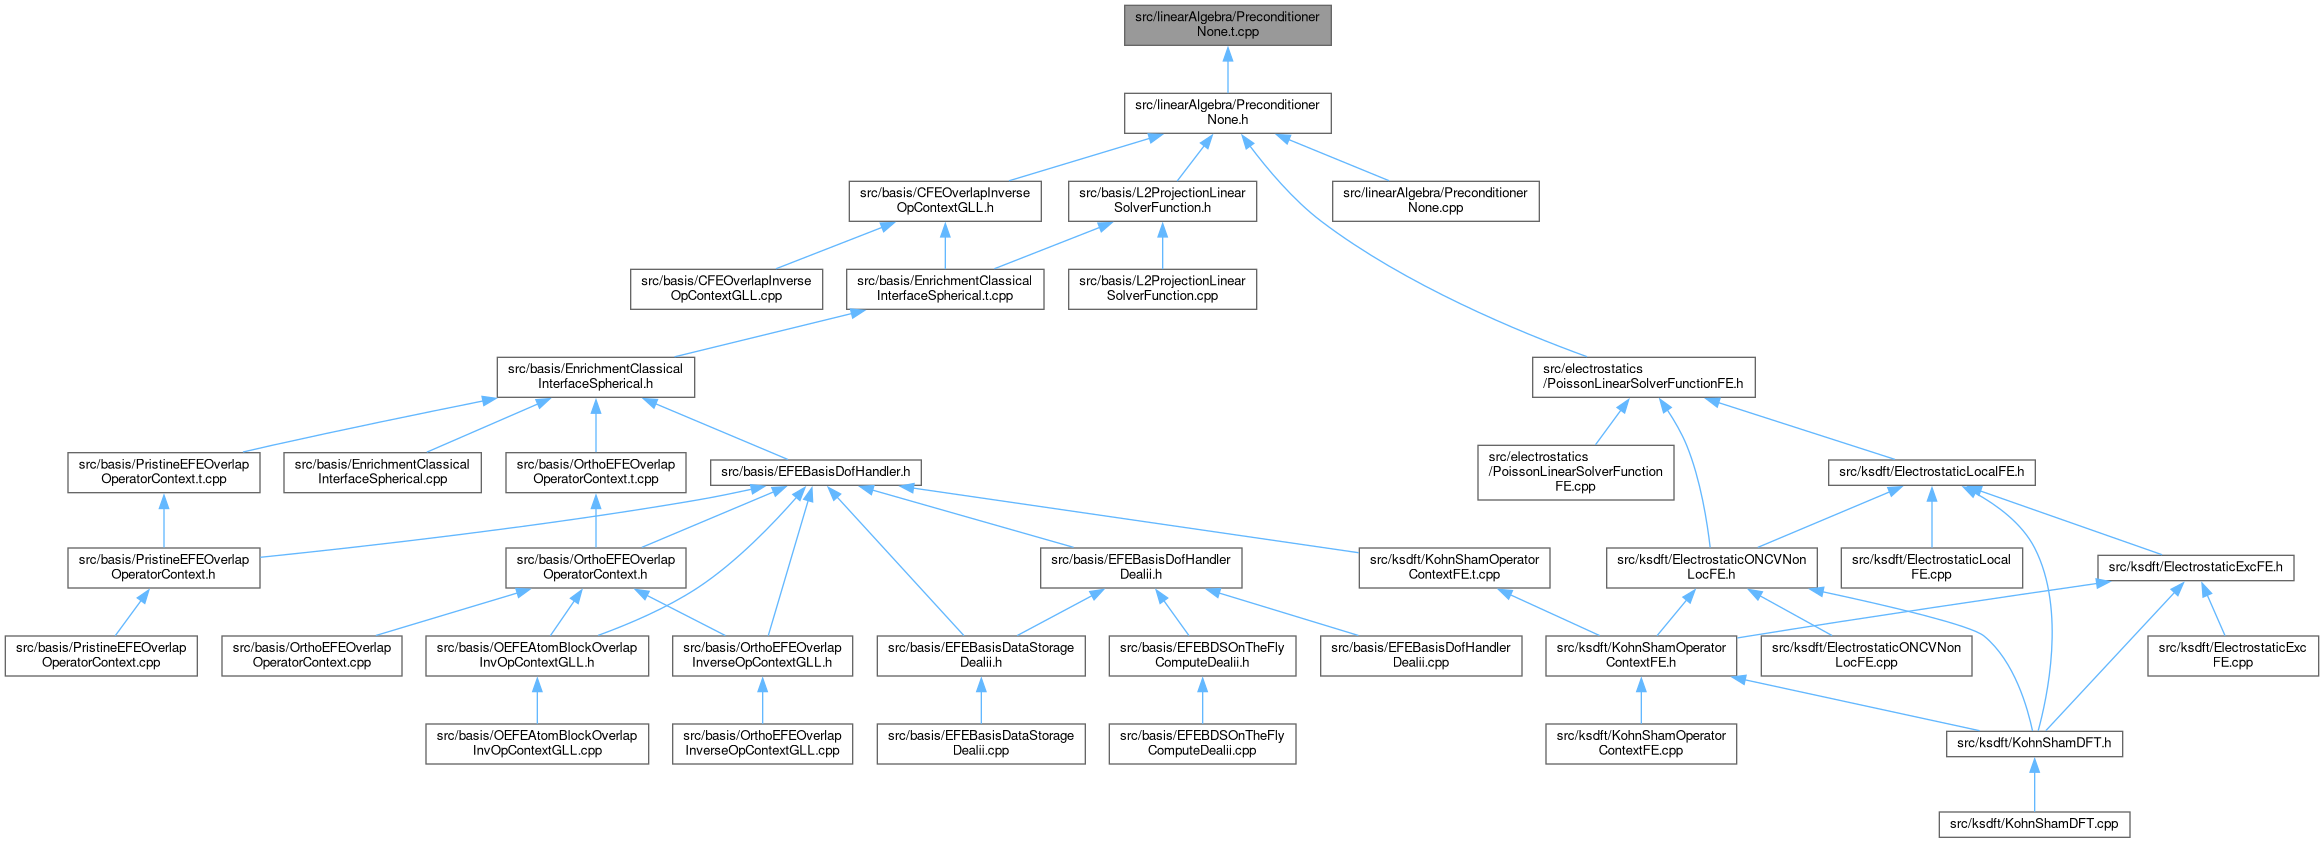 src/linearAlgebra/Preconditioner
None.t.cpp
src/linearAlgebra/Preconditioner
None.h
src/basis/CFEOverlapInverse
OpContextGLL.h
src/basis/L2ProjectionLinear
SolverFunction.h
src/linearAlgebra/Preconditioner
None.cpp
src/basis/CFEOverlapInverse
OpContextGLL.cpp
src/basis/EnrichmentClassical
InterfaceSpherical.t.cpp
src/basis/L2ProjectionLinear
SolverFunction.cpp
src/basis/EnrichmentClassical
InterfaceSpherical.h
src/electrostatics
/PoissonLinearSolverFunctionFE.h
src/basis/PristineEFEOverlap
OperatorContext.t.cpp
src/basis/EnrichmentClassical
InterfaceSpherical.cpp
src/basis/OrthoEFEOverlap
OperatorContext.t.cpp
src/basis/EFEBasisDofHandler.h
src/electrostatics
/PoissonLinearSolverFunction
FE.cpp
src/ksdft/ElectrostaticLocalFE.h
src/basis/PristineEFEOverlap
OperatorContext.h
src/basis/OrthoEFEOverlap
OperatorContext.h
src/basis/EFEBasisDofHandler
Dealii.h
src/ksdft/KohnShamOperator
ContextFE.t.cpp
src/ksdft/ElectrostaticONCVNon
LocFE.h
src/ksdft/ElectrostaticLocal
FE.cpp
src/ksdft/ElectrostaticExcFE.h
src/basis/PristineEFEOverlap
OperatorContext.cpp
src/basis/OrthoEFEOverlap
OperatorContext.cpp
src/basis/OEFEAtomBlockOverlap
InvOpContextGLL.h
src/basis/OrthoEFEOverlap
InverseOpContextGLL.h
src/basis/EFEBasisDataStorage
Dealii.h
src/basis/EFEBDSOnTheFly
ComputeDealii.h
src/basis/EFEBasisDofHandler
Dealii.cpp
src/ksdft/KohnShamOperator
ContextFE.h
src/ksdft/ElectrostaticONCVNon
LocFE.cpp
src/ksdft/ElectrostaticExc
FE.cpp
src/basis/OEFEAtomBlockOverlap
InvOpContextGLL.cpp
src/basis/OrthoEFEOverlap
InverseOpContextGLL.cpp
src/basis/EFEBasisDataStorage
Dealii.cpp
src/basis/EFEBDSOnTheFly
ComputeDealii.cpp
src/ksdft/KohnShamOperator
ContextFE.cpp
src/ksdft/KohnShamDFT.h
src/ksdft/KohnShamDFT.cpp